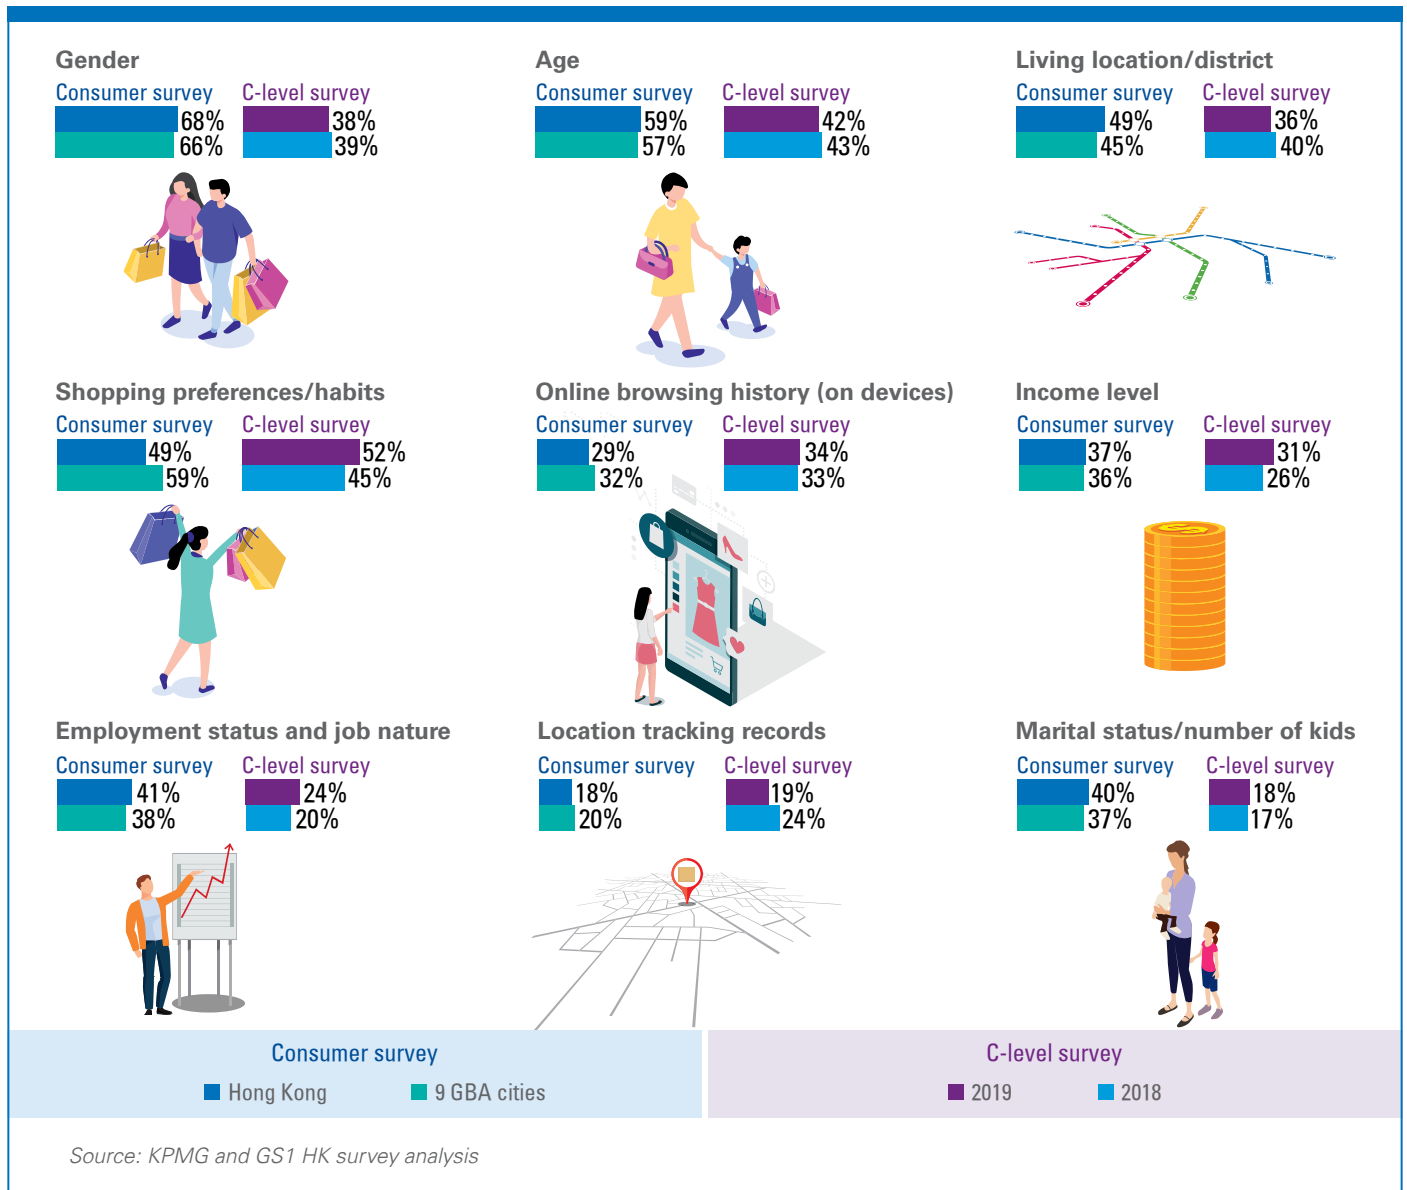 Gender
Consumer survey
68%
66%
C-level survey
38%
39%
Age
Consumer survey
59%
57%
C-level survey
42%
43%
Living location/district
Consumer survey
49%
45%
C-level survey
36%
40%
Shopping preferences/habits
Consumer survey
49%
59%
C-level survey
52%
45%
Online browsing history (on devices)
Consumer survey
29%
32%
C-level survey
34%
33%
Income level
Consumer survey
37%
36%
C-level survey
31%
26%
Employment status and job nature
Consumer survey
41%
38%
C-level survey
24%
20%
Location tracking records
Consumer survey
18%
20%
C-level survey
19%
24%
Marital status/number of kids
Consumer survey
40%
37%
C-level survey
18%
17%
Consumer survey
Hong Kong
9 GBA cities
C-level survey
2019
2018
Source: KPMG and GS1 HK survey analysis